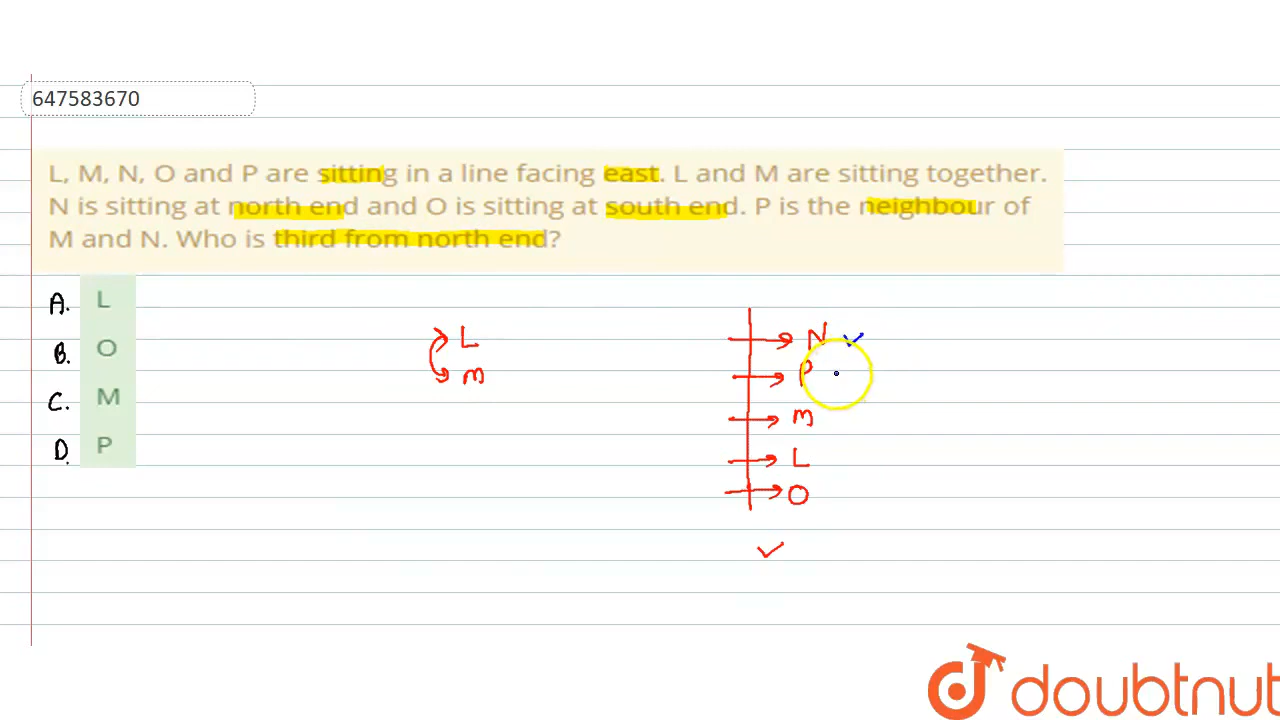 647583670
L, M, N, O and P are sitting in a line facing east. L and M are sitting together.
N is sitting at north end and O is sitting at south end. P is the neighbour of
M and N. Who is third from north end?
A. L
B. O
C. M
D. P
L
M
N
P
M
L
O
doubtnut